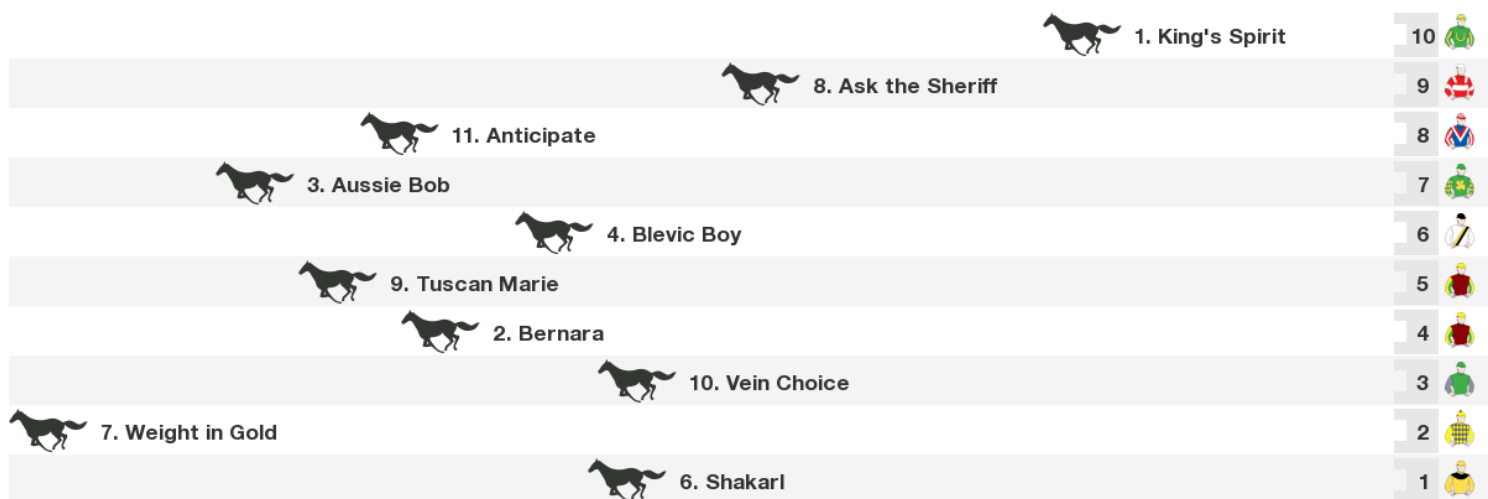 1. King's Spirit 10
8. Ask the Sheriff 9
11. Anticipate 8
3. Aussie Bob 7
4. Blevic Boy 6
9. Tuscan Marie 5
2. Bernara 4
10. Vein Choice 3
7. Weight in Gold 2
6. Shakarl 1